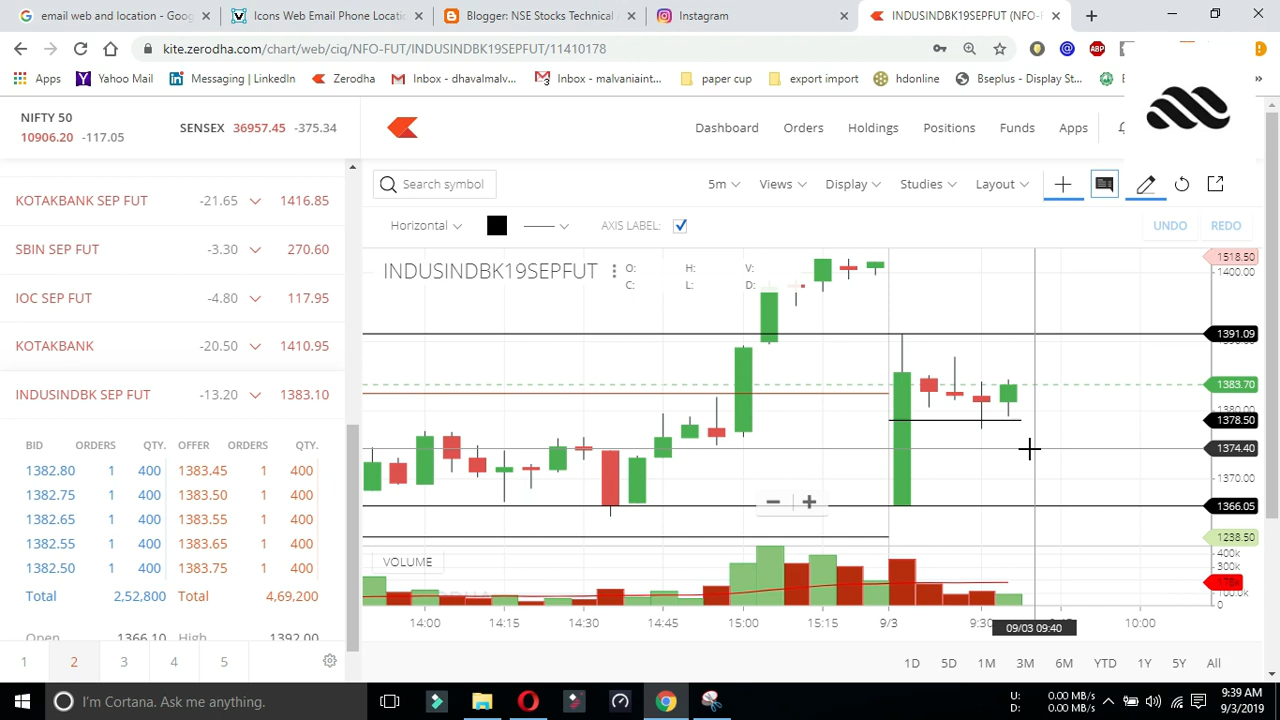 email web and location - Goog
Icons Web Email Phone Locatio
Blogger: NSE Stocks Technical
Instagram
INDUSINDBK19SEPFUT (NFO-F
kite.zerodha.com/chart/web/ciq/NFO-FUT/INDUSINDBK19SEPFUT/11410178
ABP
Apps
Yahoo Mail
Messaging | LinkedIn
Zerodha
Inbox - dhavalmalv...
Inbox - malvaniaint...
paper cup
export import
hdonline
Bseplus - Display St...
NIFTY 50
10906.20 -117.05
SENSEX 36957.45 -375.34
Dashboard
Orders
Holdings
Positions
Funds
Apps
KOTAKBANK SEP FUT -21.65 1416.85
SBIN SEP FUT -3.30 270.60
IOC SEP FUT -4.80 117.95
KOTAKBANK -20.50 1410.95
INDUSINDBK SEP FUT -13.20 1383.10
BID ORDERS QTY. OFFER ORDERS QTY.
1382.80 1 400 1383.45 1 400
1382.75 1 400 1383.50 1 400
1382.65 1 400 1383.55 1 400
1382.55 1 400 1383.65 1 400
1382.50 1 400 1383.75 1 400
Total 2,52,800 Total 4,69,200
Open 1366.10 High 1392.00
1 2 3 4 5
Search symbol
5m Views Display Studies Layout
Horizontal
AXIS LABEL:
UNDO REDO
INDUSINDBK19SEPFUT
O: H: V:
C: L: D:
1518.50
1400.00
1391.09
1383.70
1380.00
1378.50
1374.40
1370.00
1366.05
1238.50
VOLUME
400k
300k
100.0k
0
14:00 14:15 14:30 14:45 15:00 15:15 9/3 9:30 10:00
09/03 09:40
1D 5D 1M 3M 6M YTD 1Y 5Y All
I'm Cortana. Ask me anything.
U: 0.00 MB/s
D: 0.00 MB/s
9:39 AM
9/3/2019